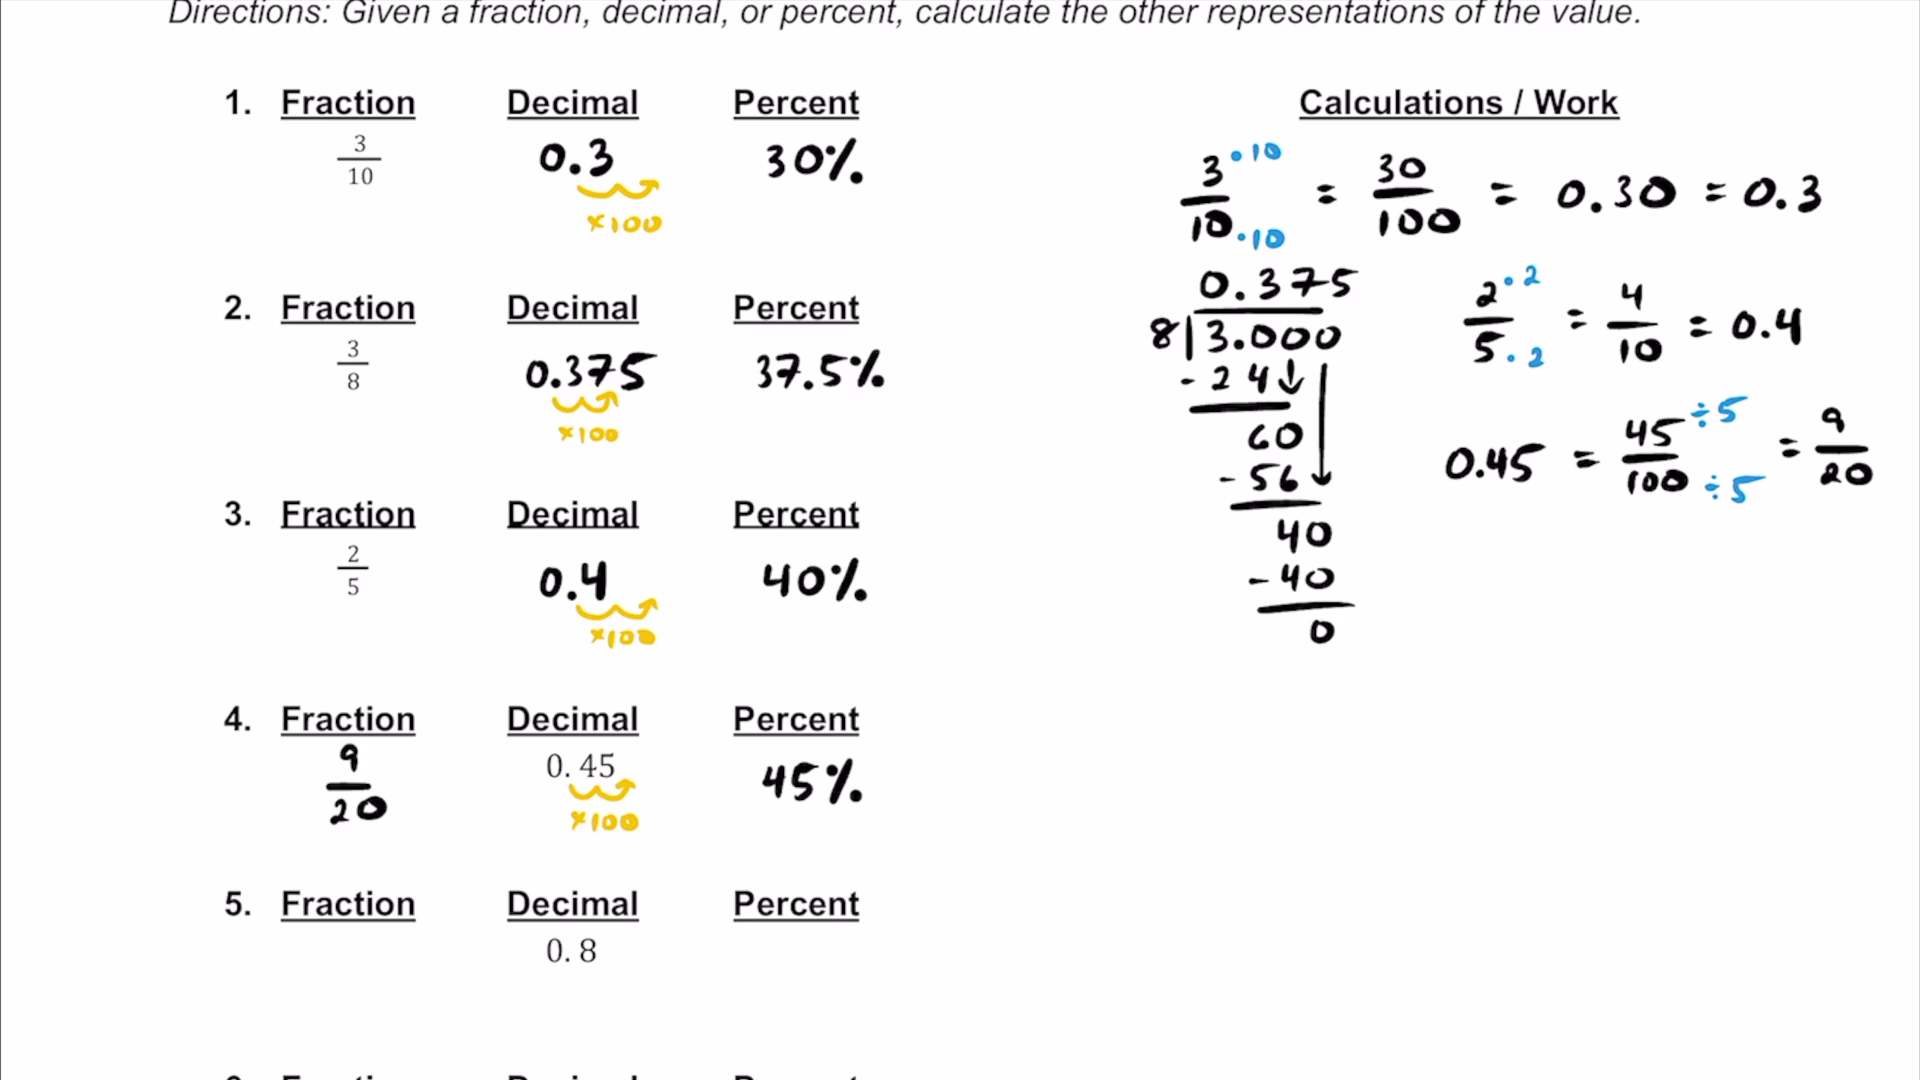 Directions: Given a fraction, decimal, or percent, calculate the other representations of the value.
1. Fraction Decimal Percent
3/10 0.3 30%
×100
2. Fraction Decimal Percent
3/8 0.375 37.5%
×100
3. Fraction Decimal Percent
2/5 0.4 40%
×100
4. Fraction Decimal Percent
9/20 0.45 45%
×100
5. Fraction Decimal Percent
0.8
Calculations / Work
3·10/10·10 = 30/100 = 0.30 = 0.3
0.375
8 3.000
-24
60
-56
40
-40
0
2·2/5·2 = 4/10 = 0.4
0.45 = 45÷5/100÷5 = 9/20